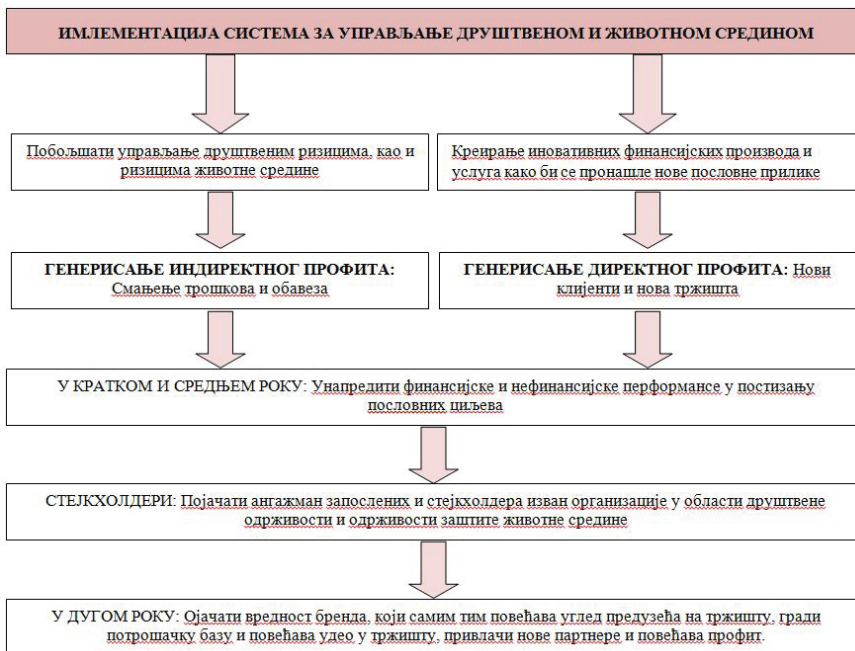 ИМЛЕМЕНТАЦИЈА СИСТЕМА ЗА УПРАВЉАЊЕ ДРУШТВЕНОМ И ЖИВОТНОМ СРЕДИНОМ
Побољшати управљање друштвеним ризицима, као и
ризицима животне средине
Креирање иновативних финансијских производа и
услуга како би се пронашле нове пословне прилике
ГЕНЕРИСАЊЕ ИНДИРЕКТНОГ ПРОФИТА:
Смањење трошкова и обавеза
ГЕНЕРИСАЊЕ ДИРЕКТНОГ ПРОФИТА: Нови
клијенти и нова тржишта
У КРАТКОМ И СРЕДЊЕМ РОКУ: Унапредити финансијске и нефинансијске перформансе у постизању
пословних циљева
СТЕЈКХОЛДЕРИ: Појачати ангажман запослених и стејкхолдера изван организације у области друштвене
одрживости и одрживости заштите животне средине
У ДУГОМ РОКУ: Ојачати вредност бренда, који самим тим повећава углед предузећа на тржишту, гради
потрошачку базу и повећава удео у тржишту, привлачи нове партнере и повећава профит.